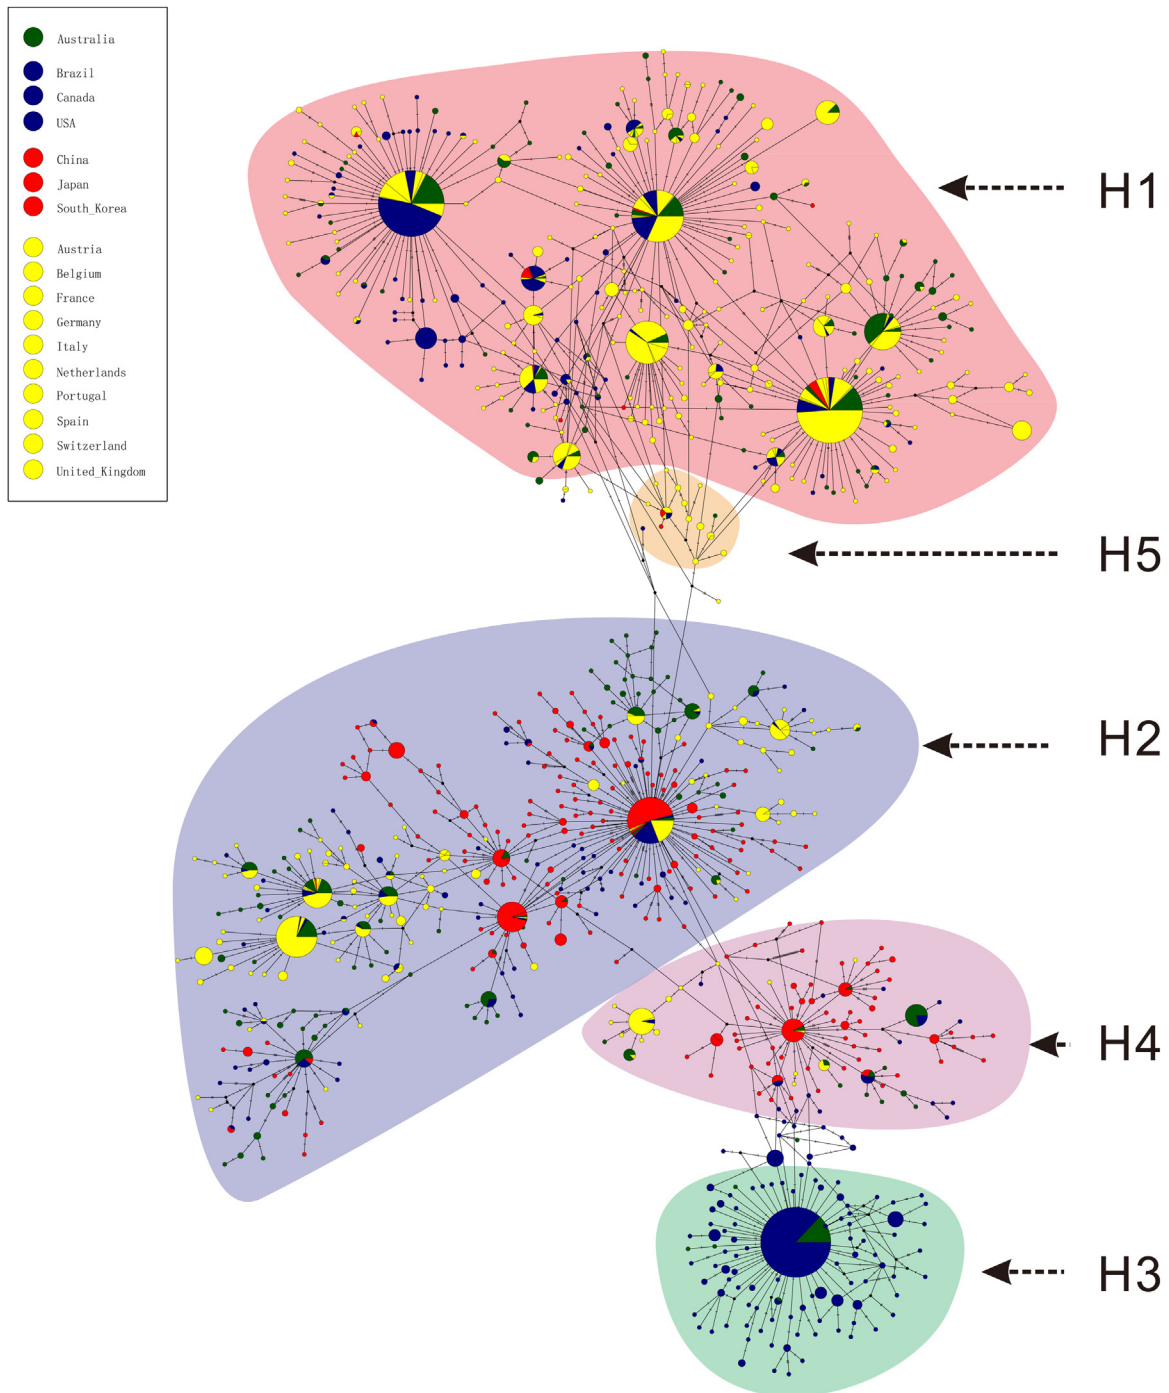 Australia
Brazil
Canada
USA
China
Japan
South_Korea
Austria
Belgium
France
Germany
Italy
Netherlands
Portugal
Spain
Switzerland
United_Kingdom
H1
H5
H2
H4
H3